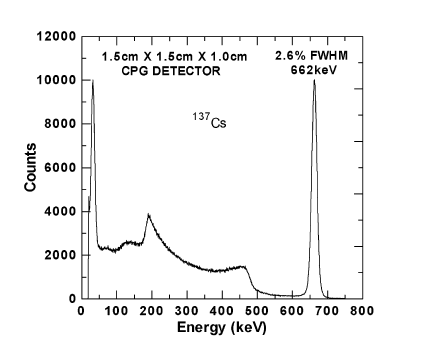 12000
1.5cm X 1.5cm X 1.0cm
CPG DETECTOR
2.6% FWHM
662keV
10000
137Cs
8000
6000
4000
2000
0
Counts
0 100 200 300 400 500 600 700 800
Energy (keV)